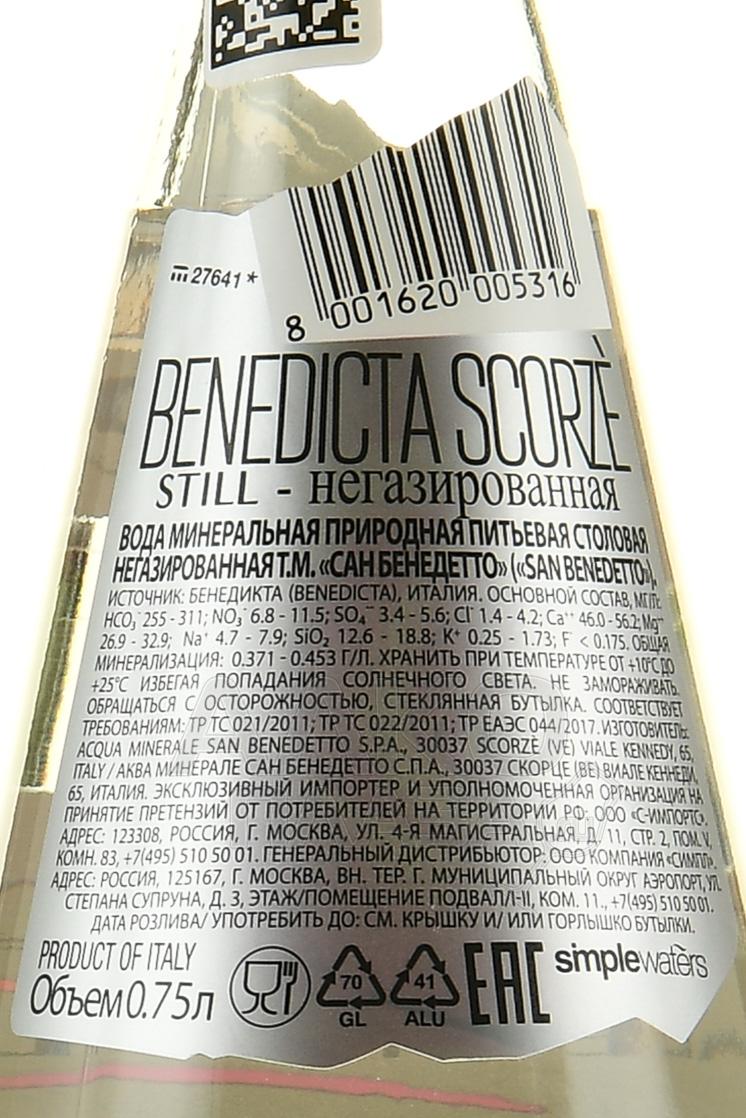 27641*
8 001620 005316
BENEDICTA SCORZÈ
STILL - негазированная
ВОДА МИНЕРАЛЬНАЯ ПРИРОДНАЯ ПИТЬЕВАЯ СТОЛОВАЯ
НЕГАЗИРОВАННАЯ Т.М. «САН БЕНЕДЕТТО» («SAN BENEDETTO»).
ИСТОЧНИК: БЕНЕДИКТА (BENEDICTA), ИТАЛИЯ. ОСНОВНОЙ СОСТАВ, МГ/Л:
HCO₃⁻ 255 - 311; NO₃⁻ 6.8 - 11.5; SO₄⁻⁻ 3.4 - 5.6; Cl⁻ 1.4 - 4.2; Ca⁺⁺ 46.0 - 56.2; Mg⁺⁺
26.9 - 32.9; Na⁺ 4.7 - 7.9; SiO₂ 12.6 - 18.8; K⁺ 0.25 - 1.73; F⁻ < 0.175. ОБЩАЯ
МИНЕРАЛИЗАЦИЯ: 0.371 - 0.453 Г/Л. ХРАНИТЬ ПРИ ТЕМПЕРАТУРЕ ОТ +10°C ДО
+25°C ИЗБЕГАЯ ПОПАДАНИЯ СОЛНЕЧНОГО СВЕТА. НЕ ЗАМОРАЖИВАТЬ.
ОБРАЩАТЬСЯ С ОСТОРОЖНОСТЬЮ, СТЕКЛЯННАЯ БУТЫЛКА. СООТВЕТСТВУЕТ
ТРЕБОВАНИЯМ: ТР ТС 021/2011; ТР ТС 022/2011; ТР ЕАЭС 044/2017. ИЗГОТОВИТЕЛЬ:
ACQUA MINERALE SAN BENEDETTO S.P.A., 30037 SCORZÈ (VE) VIALE KENNEDY, 65,
ITALY / АКВА МИНЕРАЛЕ САН БЕНЕДЕТТО С.П.А., 30037 СКОРЦЕ (ВЕ) ВИАЛЕ КЕННЕДИ,
65, ИТАЛИЯ. ЭКСКЛЮЗИВНЫЙ ИМПОРТЕР И УПОЛНОМОЧЕННАЯ ОРГАНИЗАЦИЯ НА
ПРИНЯТИЕ ПРЕТЕНЗИЙ ОТ ПОТРЕБИТЕЛЕЙ НА ТЕРРИТОРИИ РФ: ООО «С-ИМПОРТС».
АДРЕС: 123308, РОССИЯ, Г. МОСКВА, УЛ. 4-Я МАГИСТРАЛЬНАЯ, Д. 11, СТР. 2, ПОМ. V,
КОМН. 83, +7(495) 510 50 01. ГЕНЕРАЛЬНЫЙ ДИСТРИБЬЮТОР: ООО КОМПАНИЯ «СИМПЛ»,
АДРЕС: РОССИЯ, 125167, Г. МОСКВА, ВН. ТЕР. Г. МУНИЦИПАЛЬНЫЙ ОКРУГ АЭРОПОРТ, УЛ.
СТЕПАНА СУПРУНА, Д. 3, ЭТАЖ/ПОМЕЩЕНИЕ ПОДВАЛ/I-II, КОМ. 11., +7(495) 510 50 01.
ДАТА РОЗЛИВА/ УПОТРЕБИТЬ ДО: СМ. КРЫШКУ И/ ИЛИ ГОРЛЫШКО БУТЫЛКИ.
PRODUCT OF ITALY
Объем 0.75л
70
GL
41
ALU
EAC
simplewaters